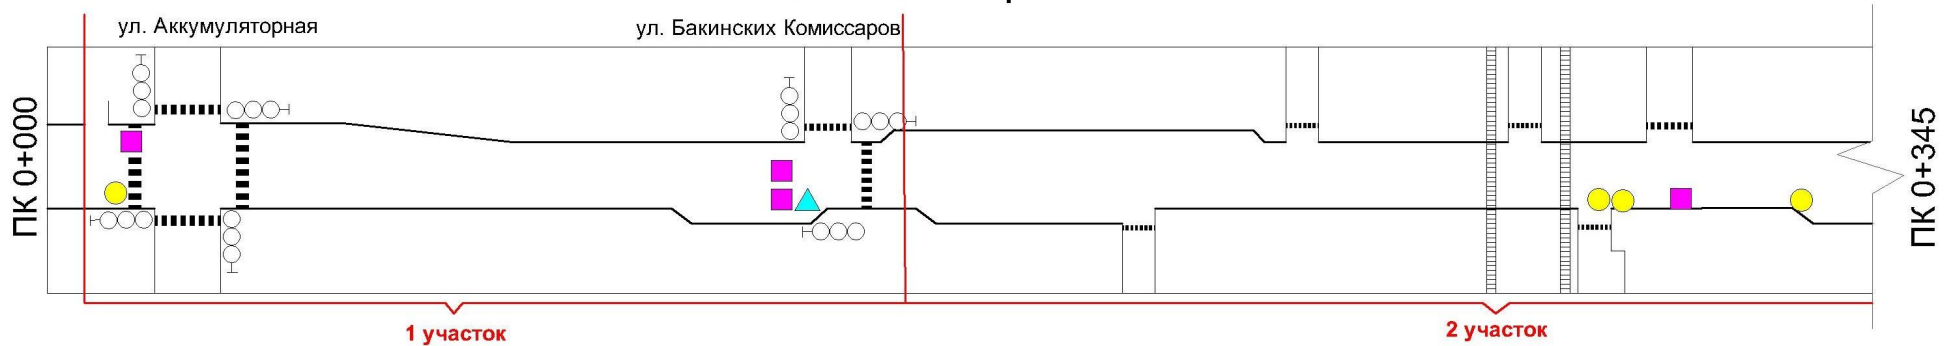 ул. Аккумуляторная
ул. Бакинских Комиссаров
ПК 0+000
ПК 0+345
1 участок
2 участок